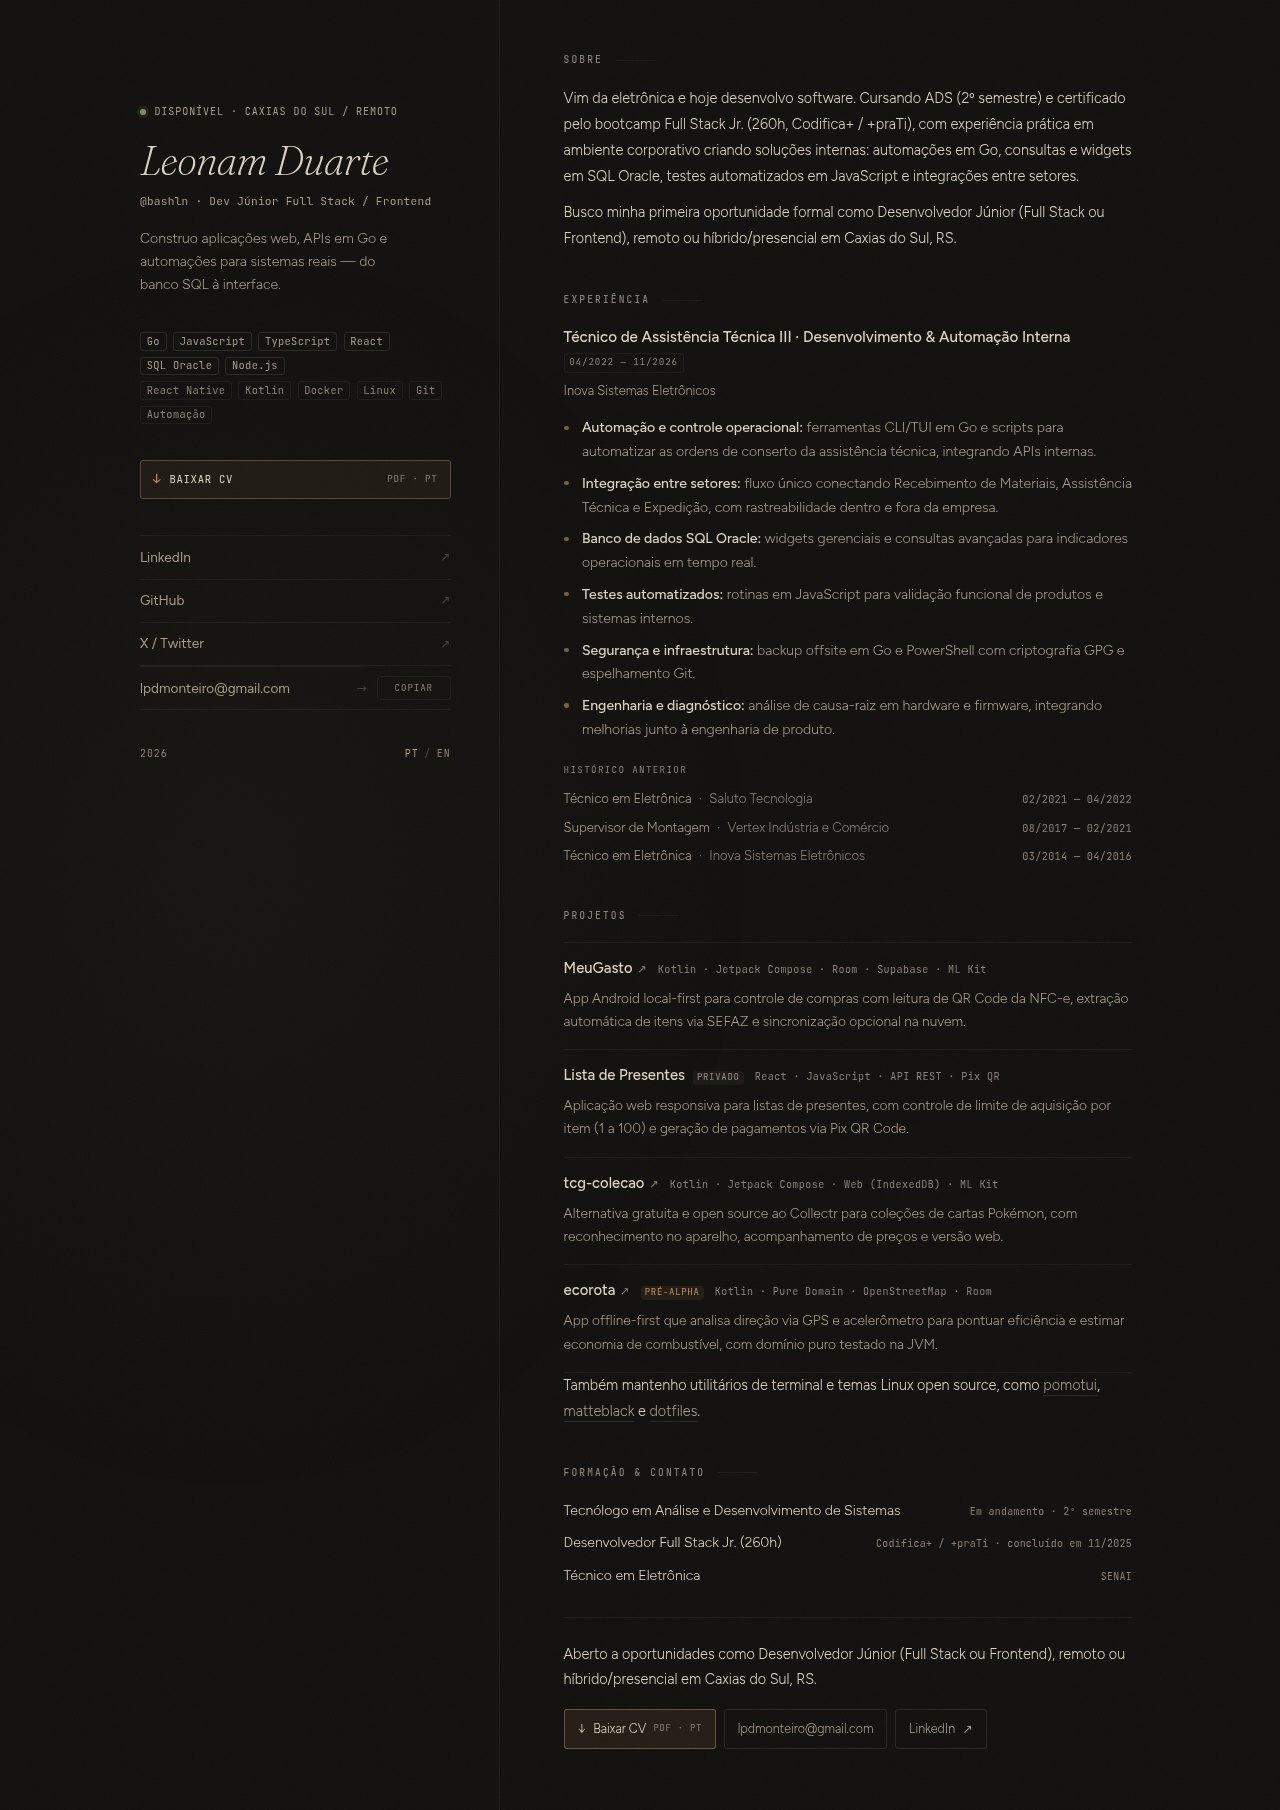 DISPONÍVEL · CAXIAS DO SUL / REMOTO
Leonam Duarte
@bashln · Dev Júnior Full Stack / Frontend
Construo aplicações web, APIs em Go e
automações para sistemas reais — do
banco SQL à interface.
Go JavaScript TypeScript React
SQL Oracle Node.js
React Native Kotlin Docker Linux Git
Automação
↓ BAIXAR CV PDF · PT
LinkedIn ↗
GitHub ↗
X / Twitter ↗
lpdmonteiro@gmail.com → COPIAR
2026 PT / EN
SOBRE
Vim da eletrônica e hoje desenvolvo software. Cursando ADS (2º semestre) e certificado
pelo bootcamp Full Stack Jr. (260h, Codifica+ / +praTi), com experiência prática em
ambiente corporativo criando soluções internas: automações em Go, consultas e widgets
em SQL Oracle, testes automatizados em JavaScript e integrações entre setores.
Busco minha primeira oportunidade formal como Desenvolvedor Júnior (Full Stack ou
Frontend), remoto ou híbrido/presencial em Caxias do Sul, RS.
EXPERIÊNCIA
Técnico de Assistência Técnica III · Desenvolvimento & Automação Interna
04/2022 — 11/2026
Inova Sistemas Eletrônicos
Automação e controle operacional: ferramentas CLI/TUI em Go e scripts para
automatizar as ordens de conserto da assistência técnica, integrando APIs internas.
Integração entre setores: fluxo único conectando Recebimento de Materiais, Assistência
Técnica e Expedição, com rastreabilidade dentro e fora da empresa.
Banco de dados SQL Oracle: widgets gerenciais e consultas avançadas para indicadores
operacionais em tempo real.
Testes automatizados: rotinas em JavaScript para validação funcional de produtos e
sistemas internos.
Segurança e infraestrutura: backup offsite em Go e PowerShell com criptografia GPG e
espelhamento Git.
Engenharia e diagnóstico: análise de causa-raiz em hardware e firmware, integrando
melhorias junto à engenharia de produto.
HISTÓRICO ANTERIOR
Técnico em Eletrônica · Saluto Tecnologia 02/2021 — 04/2022
Supervisor de Montagem · Vertex Indústria e Comércio 08/2017 — 02/2021
Técnico em Eletrônica · Inova Sistemas Eletrônicos 03/2014 — 04/2016
PROJETOS
MeuGasto ↗ Kotlin · Jetpack Compose · Room · Supabase · ML Kit
App Android local-first para controle de compras com leitura de QR Code da NFC-e, extração
automática de itens via SEFAZ e sincronização opcional na nuvem.
Lista de Presentes PRIVADO React · JavaScript · API REST · Pix QR
Aplicação web responsiva para listas de presentes, com controle de limite de aquisição por
item (1 a 100) e geração de pagamentos via Pix QR Code.
tcg-colecao ↗ Kotlin · Jetpack Compose · Web (IndexedDB) · ML Kit
Alternativa gratuita e open source ao Collectr para coleções de cartas Pokémon, com
reconhecimento no aparelho, acompanhamento de preços e versão web.
ecorota ↗ PRÉ-ALPHA Kotlin · Pure Domain · OpenStreetMap · Room
App offline-first que analisa direção via GPS e acelerômetro para pontuar eficiência e estimar
economia de combustível, com domínio puro testado na JVM.
Também mantenho utilitários de terminal e temas Linux open source, como pomotui,
matteblack e dotfiles.
FORMAÇÃO & CONTATO
Tecnólogo em Análise e Desenvolvimento de Sistemas Em andamento · 2º semestre
Desenvolvedor Full Stack Jr. (260h) Codifica+ / +praTi · concluído em 11/2025
Técnico em Eletrônica SENAI
Aberto a oportunidades como Desenvolvedor Júnior (Full Stack ou Frontend), remoto ou
híbrido/presencial em Caxias do Sul, RS.
↓ Baixar CV PDF · PT lpdmonteiro@gmail.com LinkedIn ↗